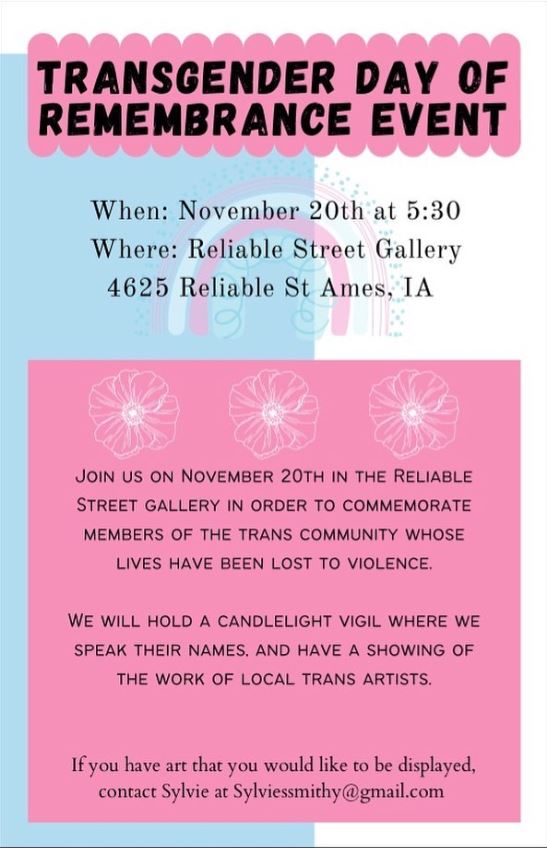 TRANSGENDER DAY OF
REMEMBRANCE EVENT
When: November 20th at 5:30
Where: Reliable Street Gallery
4625 Reliable St Ames, IA
JOIN US ON NOVEMBER 20TH IN THE RELIABLE
STREET GALLERY IN ORDER TO COMMEMORATE
MEMBERS OF THE TRANS COMMUNITY WHOSE
LIVES HAVE BEEN LOST TO VIOLENCE.
WE WILL HOLD A CANDLELIGHT VIGIL WHERE WE
SPEAK THEIR NAMES, AND HAVE A SHOWING OF
THE WORK OF LOCAL TRANS ARTISTS.
If you have art that you would like to be displayed,
contact Sylvie at Sylviessmithy@gmail.com